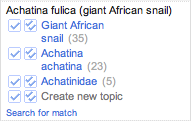 Achatina fulica (giant African snail)
Giant African
snail (35)
Achatina
achatina (23)
Achatinidae (5)
Create new topic
Search for match